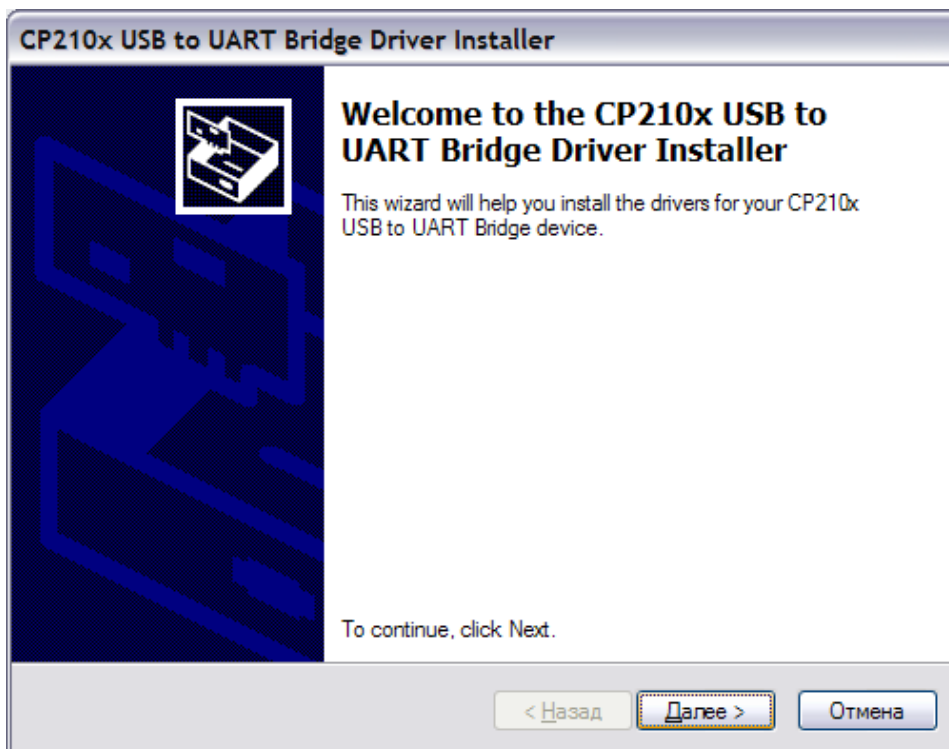 CP210x USB to UART Bridge Driver Installer
Welcome to the CP210x USB to
UART Bridge Driver Installer
This wizard will help you install the drivers for your CP210x
USB to UART Bridge device.
To continue, click Next.
< Назад
Далее >
Отмена